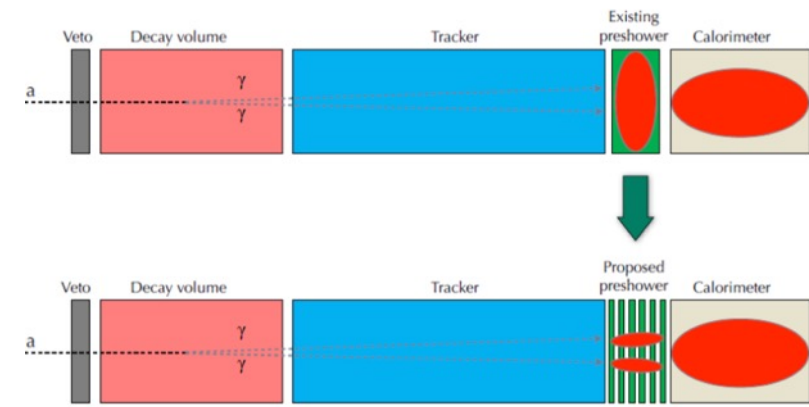 Existing
Veto Decay volume Tracker preshower Calorimeter
a
γ
γ
Proposed
Veto Decay volume Tracker preshower Calorimeter
a
γ
γ